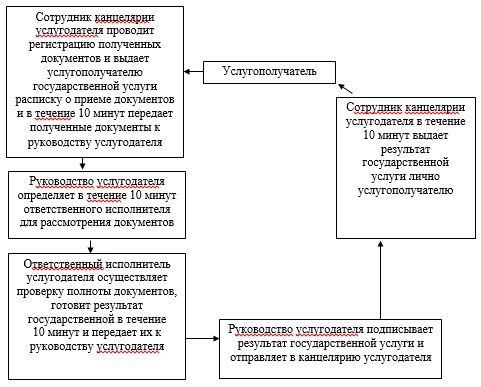 Сотрудник канцелярии
услугодателя проводит
регистрацию полученных
документов и выдает
услугополучателю
государственной услуги
расписку о приеме документов
и в течение 10 минут передает
полученные документы к
руководству услугодателя
Услугополучатель
Сотрудник канцелярии
услугодателя в течение
10 минут выдает
результат
государственной
услуги лично
услугополучателю
Руководство услугодателя
определяет в течение 10 минут
ответственного исполнителя
для рассмотрения документов
Ответственный исполнитель
услугодателя осуществляет
проверку полноты документов,
готовит результат
государственной в течение
10 минут и передает их к
руководству услугодателя
Руководство услугодателя подписывает
результат государственной услуги и
отправляет в канцелярию услугодателя